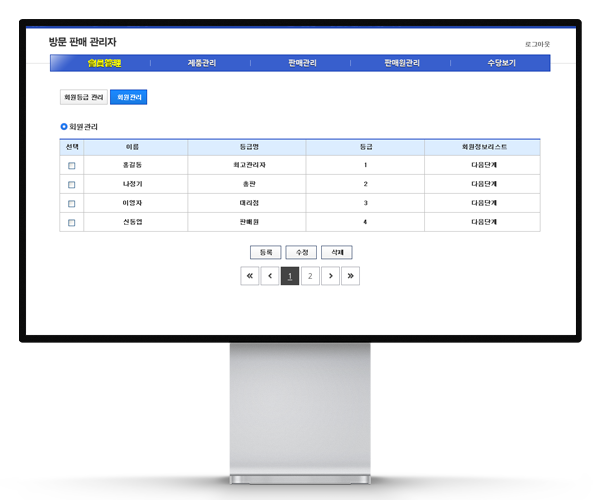 방문 판매 관리자
로그아웃
會員管理 제품관리 판매관리 판매원관리 수당보기
회원등급 관리 회원관리
회원관리
선택 이름 등급명 등급 회원정보리스트
홍길동 최고관리자 1 다음단계
나정기 총판 2 다음단계
이영자 대리점 3 다음단계
신동엽 판매원 4 다음단계
등록 수정 삭제
« ‹ 1 2 › »